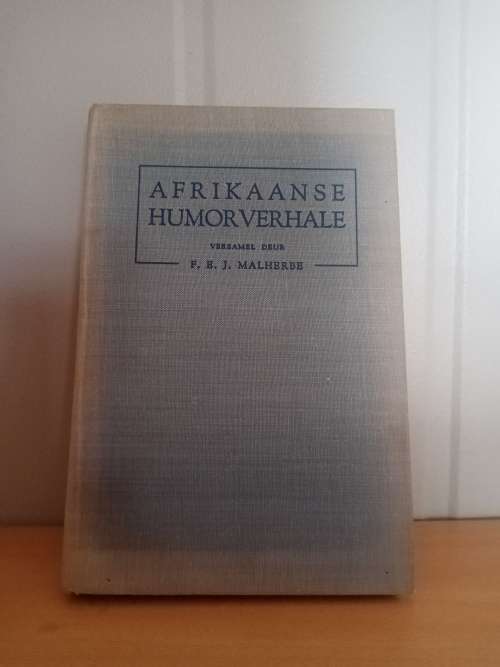 AFRIKAANSE
HUMORVERHALE
VERSAMEL DEUR
F. E. J. MALHERBE